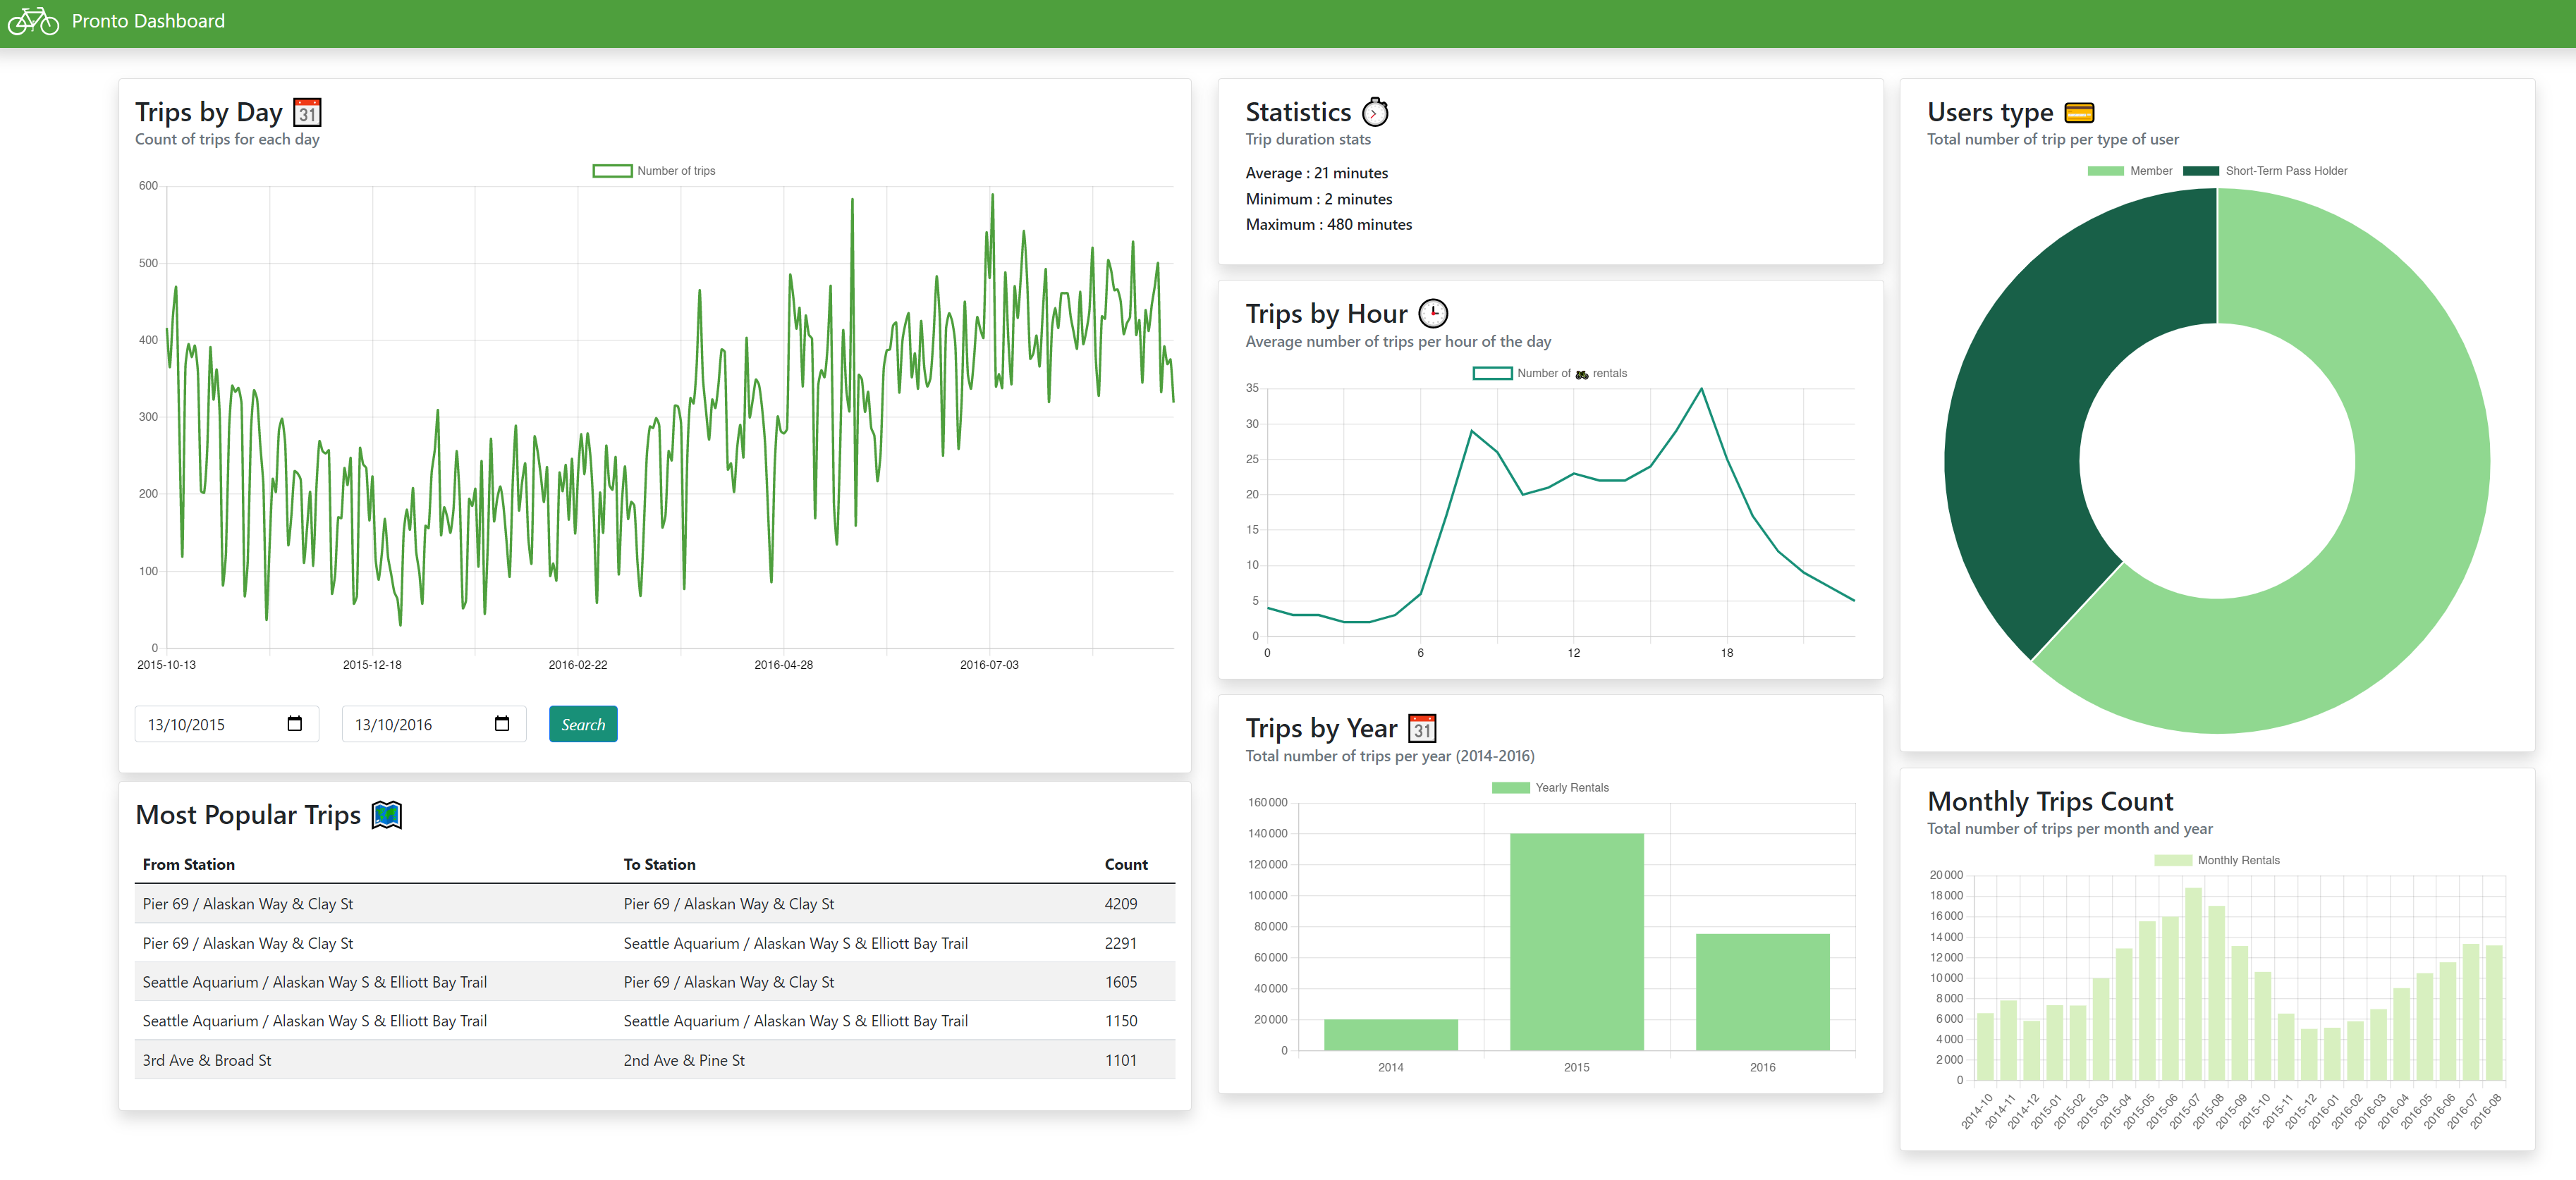 Pronto Dashboard
Trips by Day
Count of trips for each day
Number of trips
600
500
400
300
200
100
0
2015-10-13 2015-12-18 2016-02-22 2016-04-28 2016-07-03
13/10/2015 13/10/2016 Search
Most Popular Trips
From Station To Station Count
Pier 69 / Alaskan Way & Clay St Pier 69 / Alaskan Way & Clay St 4209
Pier 69 / Alaskan Way & Clay St Seattle Aquarium / Alaskan Way S & Elliott Bay Trail 2291
Seattle Aquarium / Alaskan Way S & Elliott Bay Trail Pier 69 / Alaskan Way & Clay St 1605
Seattle Aquarium / Alaskan Way S & Elliott Bay Trail Seattle Aquarium / Alaskan Way S & Elliott Bay Trail 1150
3rd Ave & Broad St 2nd Ave & Pine St 1101
Statistics
Trip duration stats
Average : 21 minutes
Minimum : 2 minutes
Maximum : 480 minutes
Trips by Hour
Average number of trips per hour of the day
Number of rentals
35
30
25
20
15
10
5
0
0 6 12 18
Trips by Year
Total number of trips per year (2014-2016)
Yearly Rentals
160 000
140 000
120 000
100 000
80 000
60 000
40 000
20 000
0
2014 2015 2016
Users type
Total number of trip per type of user
Member Short-Term Pass Holder
Monthly Trips Count
Total number of trips per month and year
Monthly Rentals
20 000
18 000
16 000
14 000
12 000
10 000
8 000
6 000
4 000
2 000
0
2014-10 2014-11 2014-12 2015-01 2015-02 2015-03 2015-04 2015-05 2015-06 2015-07 2015-08 2015-09 2015-10 2015-11 2015-12 2016-01 2016-02 2016-03 2016-04 2016-05 2016-06 2016-07 2016-08